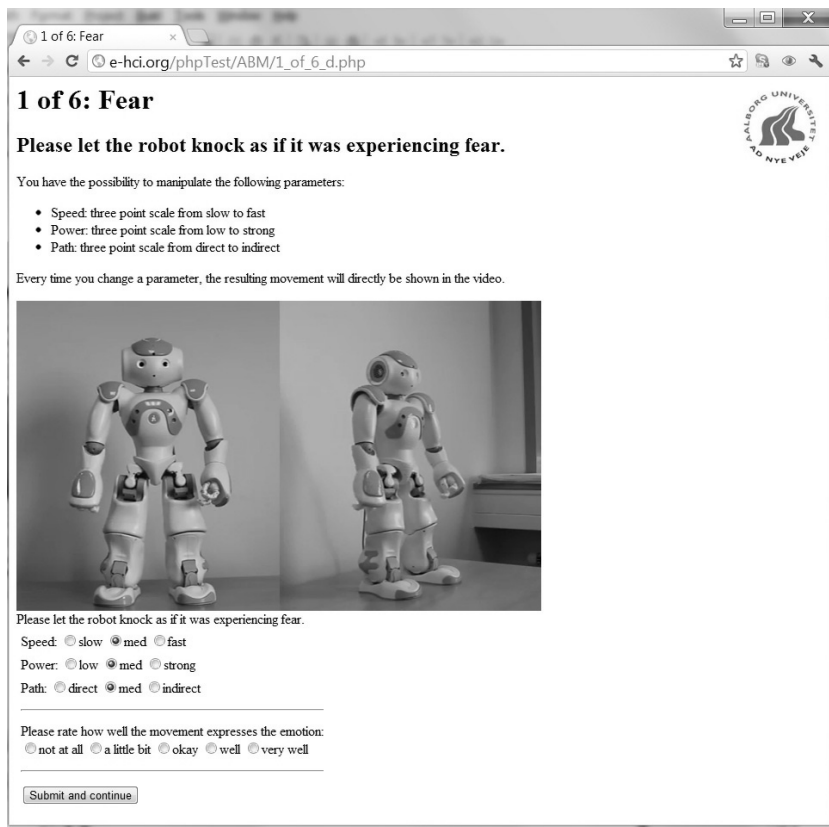 1 of 6: Fear
e-hci.org/phpTest/ABM/1_of_6_d.php
1 of 6: Fear
AALBORG UNIVERSITET
AD NYE VEJE
Please let the robot knock as if it was experiencing fear.
You have the possibility to manipulate the following parameters:
• Speed: three point scale from slow to fast
• Power: three point scale from low to strong
• Path: three point scale from direct to indirect
Every time you change a parameter, the resulting movement will directly be shown in the video.
Please let the robot knock as if it was experiencing fear.
Speed: slow med fast
Power: low med strong
Path: direct med indirect
Please rate how well the movement expresses the emotion:
not at all a little bit okay well very well
Submit and continue